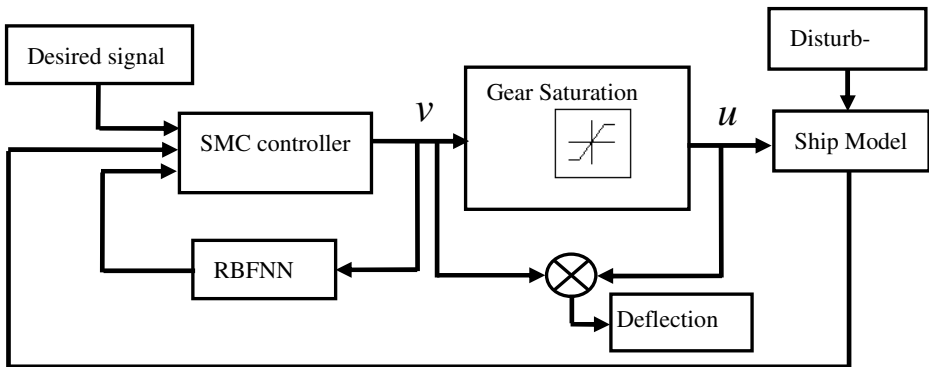 Desired signal
Disturb-
Gear Saturation
v
u
SMC controller
Ship Model
RBFNN
Deflection